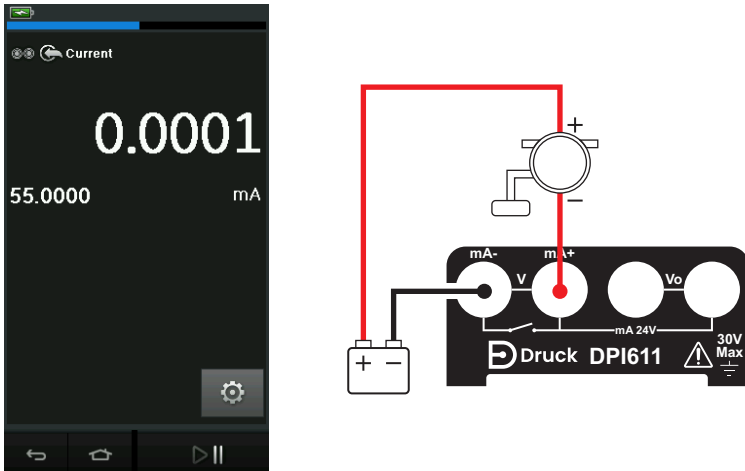 Current
0.0001
55.0000 mA
+
−
mA- mA+
V Vo
mA 24V
+ −
Druck DPI611
30V
Max